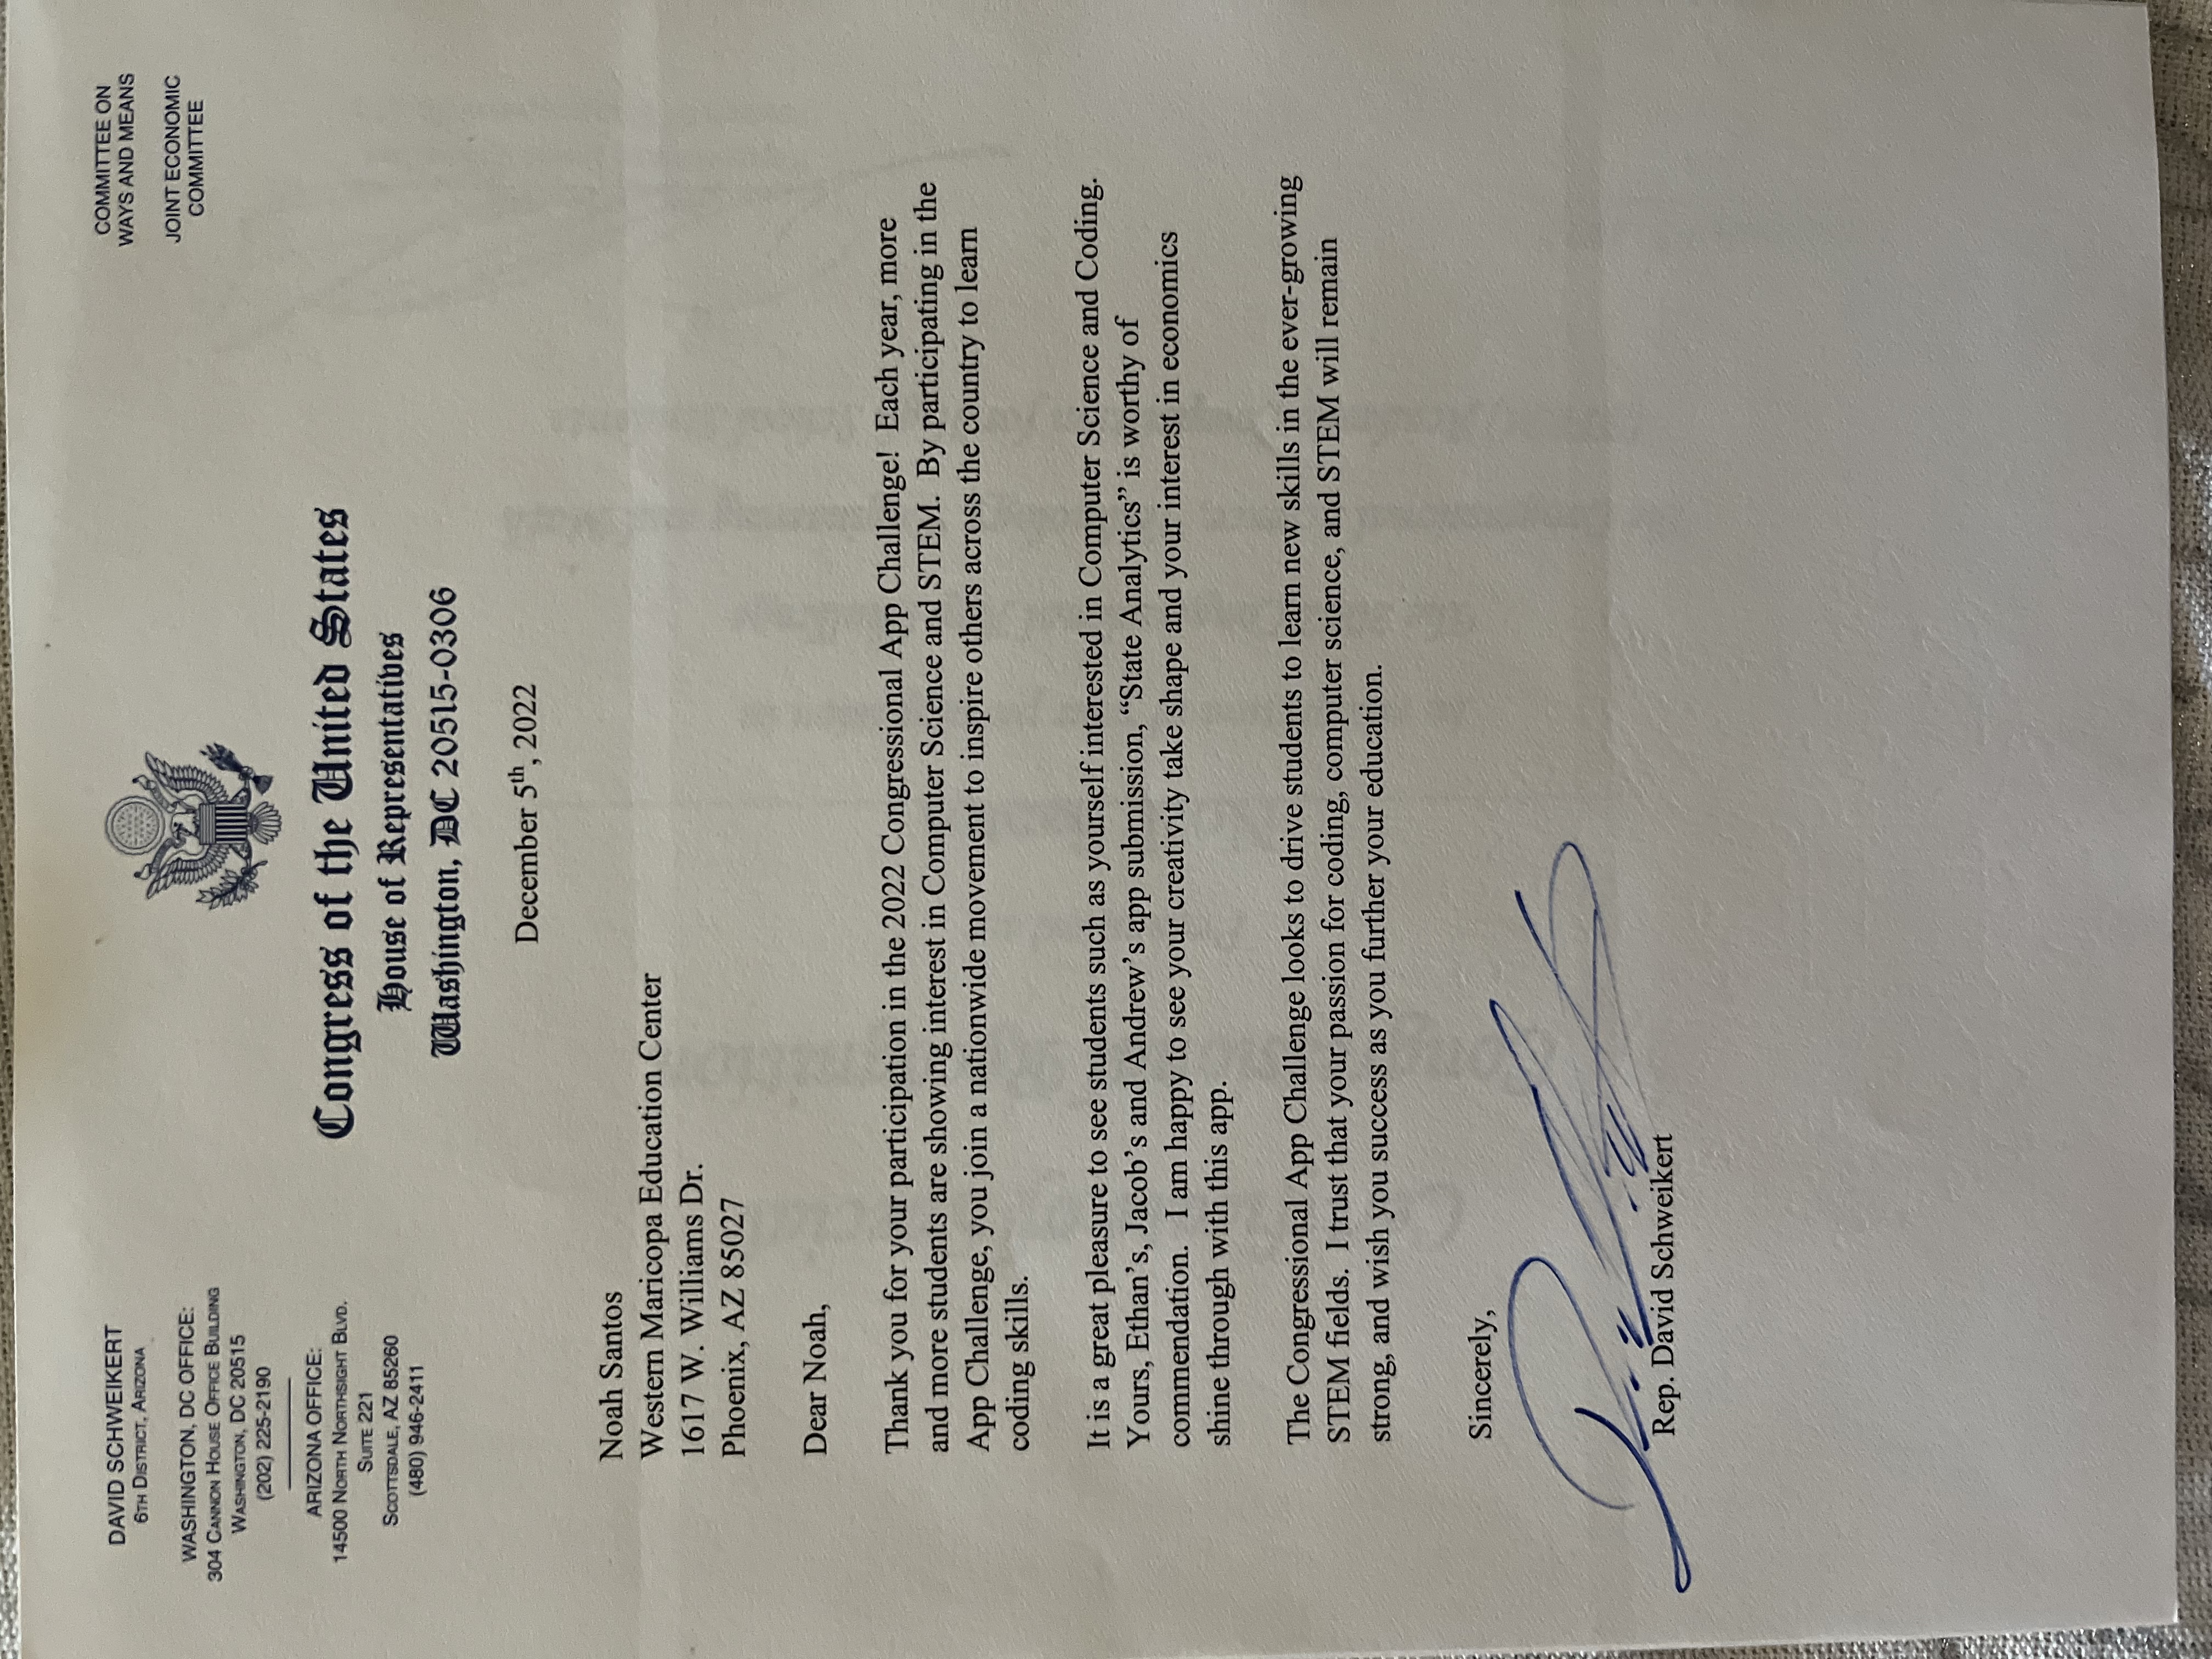 DAVID SCHWEIKERT
6TH DISTRICT, ARIZONA
WASHINGTON, DC OFFICE:
304 CANNON HOUSE OFFICE BUILDING
WASHINGTON, DC 20515
(202) 225-2190
ARIZONA OFFICE:
14500 NORTH NORTHSIGHT BLVD.
SUITE 221
SCOTTSDALE, AZ 85260
(480) 946-2411
COMMITTEE ON
WAYS AND MEANS
JOINT ECONOMIC
COMMITTEE
Congress of the United States
House of Representatives
Washington, DC 20515-0306
December 5th, 2022
Noah Santos
Western Maricopa Education Center
1617 W. Williams Dr.
Phoenix, AZ 85027
Dear Noah,
Thank you for your participation in the 2022 Congressional App Challenge!  Each year, more
and more students are showing interest in Computer Science and STEM.  By participating in the
App Challenge, you join a nationwide movement to inspire others across the country to learn
coding skills.
It is a great pleasure to see students such as yourself interested in Computer Science and Coding.
Yours, Ethan’s, Jacob’s and Andrew’s app submission, “State Analytics” is worthy of
commendation.   I am happy to see your creativity take shape and your interest in economics
shine through with this app.
The Congressional App Challenge looks to drive students to learn new skills in the ever-growing
STEM fields.  I trust that your passion for coding, computer science, and STEM will remain
strong, and wish you success as you further your education.
Sincerely,
Rep. David Schweikert